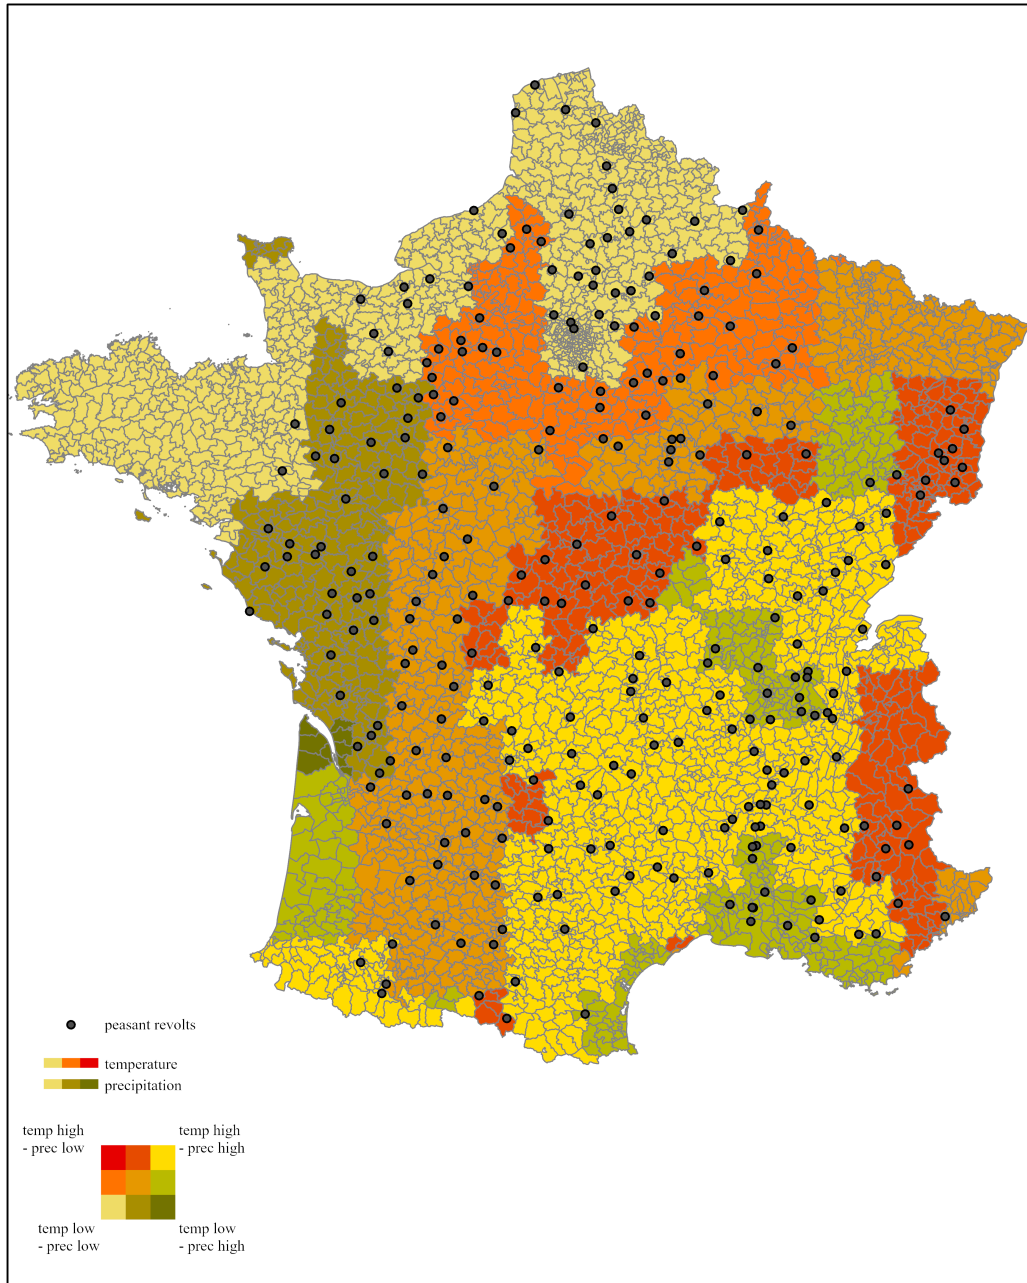 peasant revolts
temperature
precipitation
temp high
- prec low
temp high
- prec high
temp low
- prec low
temp low
- prec high